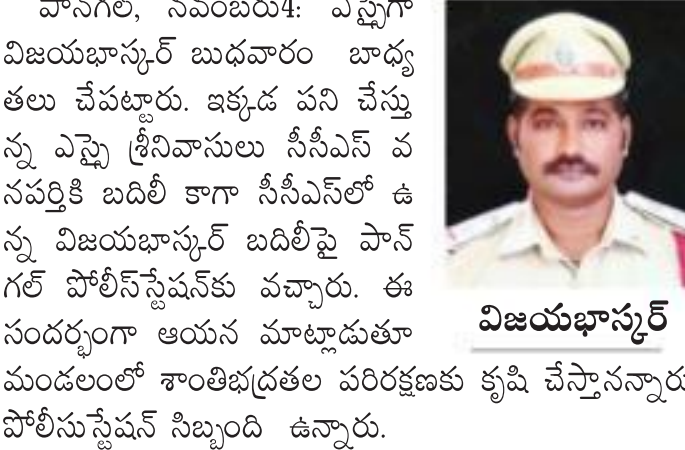 పానగల్, నవంబరు4: ఎస్సైగా
విజయభాస్కర్ బుధవారం బాధ్య
తలు చేపట్టారు. ఇక్కడ పని చేస్తు
న్న ఎస్సై శ్రీనివాసులు సీసీఎస్ వ
నపర్తికి బదిలీ కాగా సీసీఎస్‌లో ఉ
న్న విజయభాస్కర్ బదిలీపై పాన్
గల్ పోలీస్‌స్టేషన్‌కు వచ్చారు. ఈ
సందర్భంగా ఆయన మాట్లాడుతూ
మండలంలో శాంతిభద్రతల పరిరక్షణకు కృషి చేస్తానన్నారు
పోలీసుస్టేషన్ సిబ్బంది ఉన్నారు.
విజయభాస్కర్